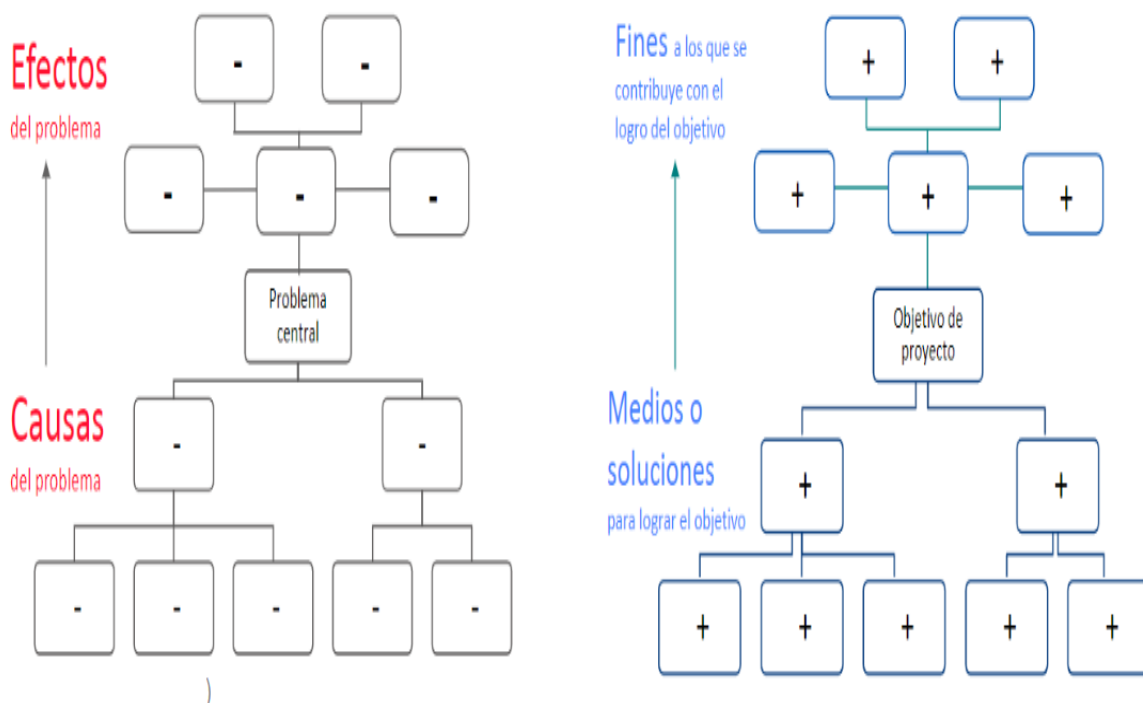 Efectos
del problema
-
-
-
-
-
Problema
central
Causas
del problema
-
-
-
-
-
-
-
)
Fines a los que se
contribuye con el
logro del objetivo
+
+
+
+
+
Objetivo de
proyecto
Medios o
soluciones
para lograr el objetivo
+
+
+
+
+
+
+